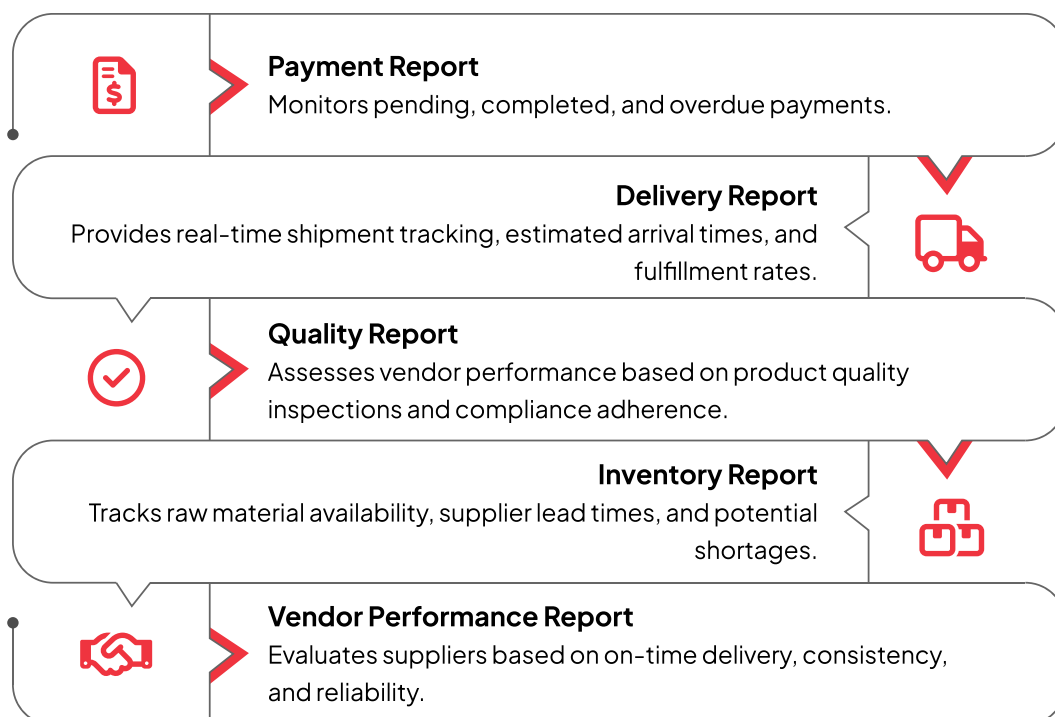 Payment Report
Monitors pending, completed, and overdue payments.
Delivery Report
Provides real-time shipment tracking, estimated arrival times, and
fulfillment rates.
Quality Report
Assesses vendor performance based on product quality
inspections and compliance adherence.
Inventory Report
Tracks raw material availability, supplier lead times, and potential
shortages.
Vendor Performance Report
Evaluates suppliers based on on-time delivery, consistency,
and reliability.